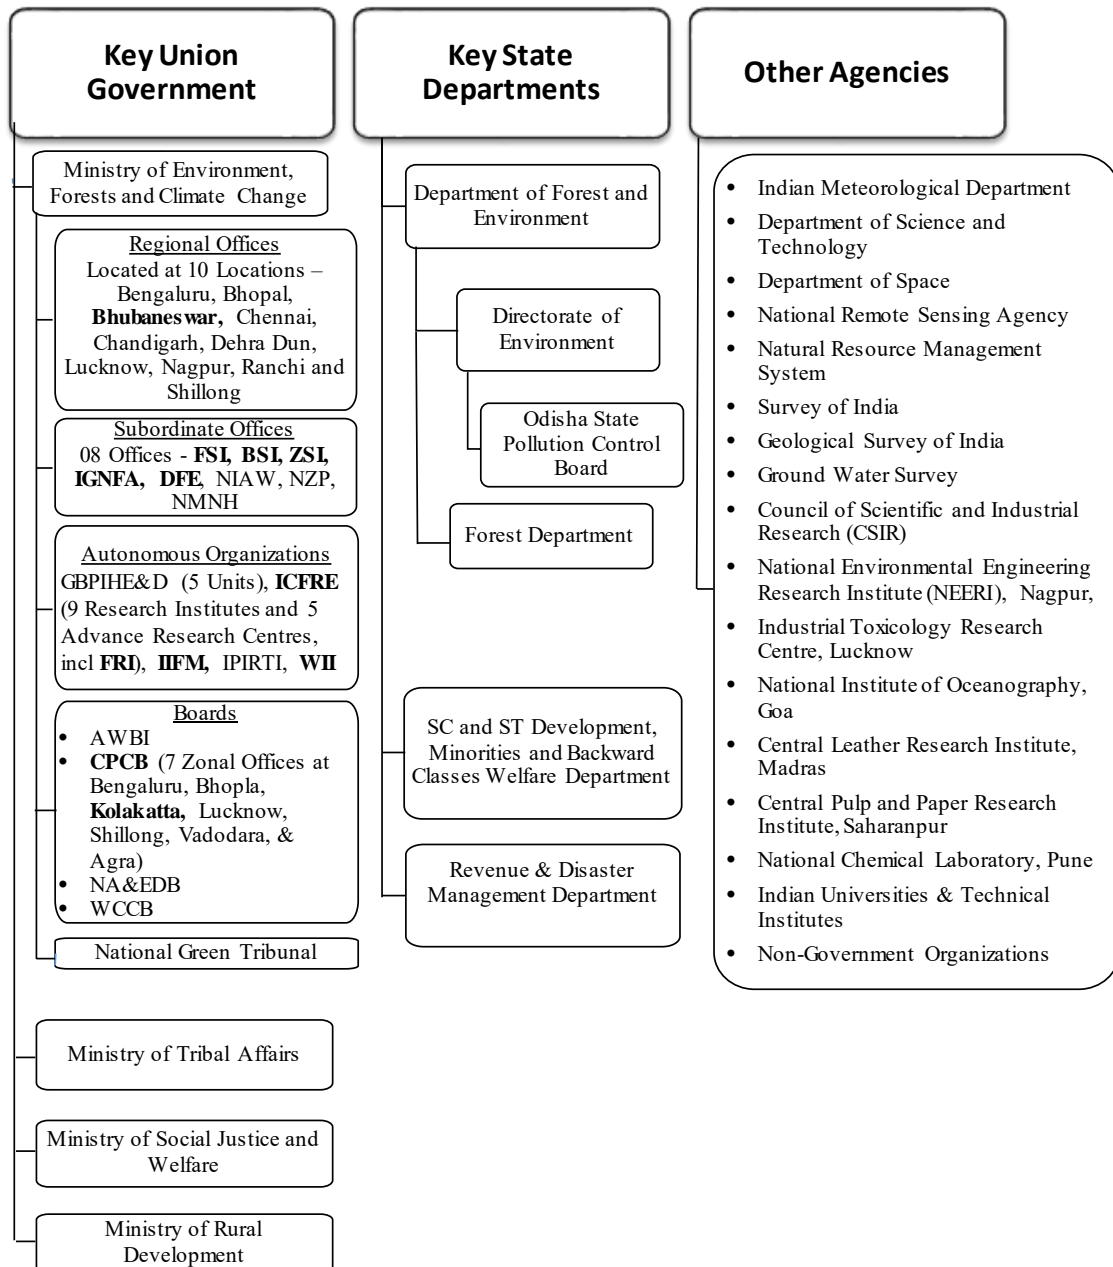 Key Union
Government
Ministry of Environment,
Forests and Climate Change
Regional Offices
Located at 10 Locations –
Bengaluru, Bhopal,
Bhubaneswar, Chennai,
Chandigarh, Dehra Dun,
Lucknow, Nagpur, Ranchi and
Shillong
Subordinate Offices
08 Offices - FSI, BSI, ZSI,
IGNFA, DFE, NIAW, NZP,
NMNH
Autonomous Organizations
GBPIHE&D (5 Units), ICFRE
(9 Research Institutes and 5
Advance Research Centres,
incl FRI), IIFM, IPIRTI, WII
Boards
• AWBI
• CPCB (7 Zonal Offices at
Bengaluru, Bhopla,
Kolakatta, Lucknow,
Shillong, Vadodara, &
Agra)
• NA&EDB
• WCCB
National Green Tribunal
Ministry of Tribal Affairs
Ministry of Social Justice and
Welfare
Ministry of Rural
Development
Key State
Departments
Department of Forest and
Environment
Directorate of
Environment
Odisha State
Pollution Control
Board
Forest Department
SC and ST Development,
Minorities and Backward
Classes Welfare Department
Revenue & Disaster
Management Department
Other Agencies
• Indian Meteorological Department
• Department of Science and
Technology
• Department of Space
• National Remote Sensing Agency
• Natural Resource Management
System
• Survey of India
• Geological Survey of India
• Ground Water Survey
• Council of Scientific and Industrial
Research (CSIR)
• National Environmental Engineering
Research Institute (NEERI), Nagpur,
• Industrial Toxicology Research
Centre, Lucknow
• National Institute of Oceanography,
Goa
• Central Leather Research Institute,
Madras
• Central Pulp and Paper Research
Institute, Saharanpur
• National Chemical Laboratory, Pune
• Indian Universities & Technical
Institutes
• Non-Government Organizations